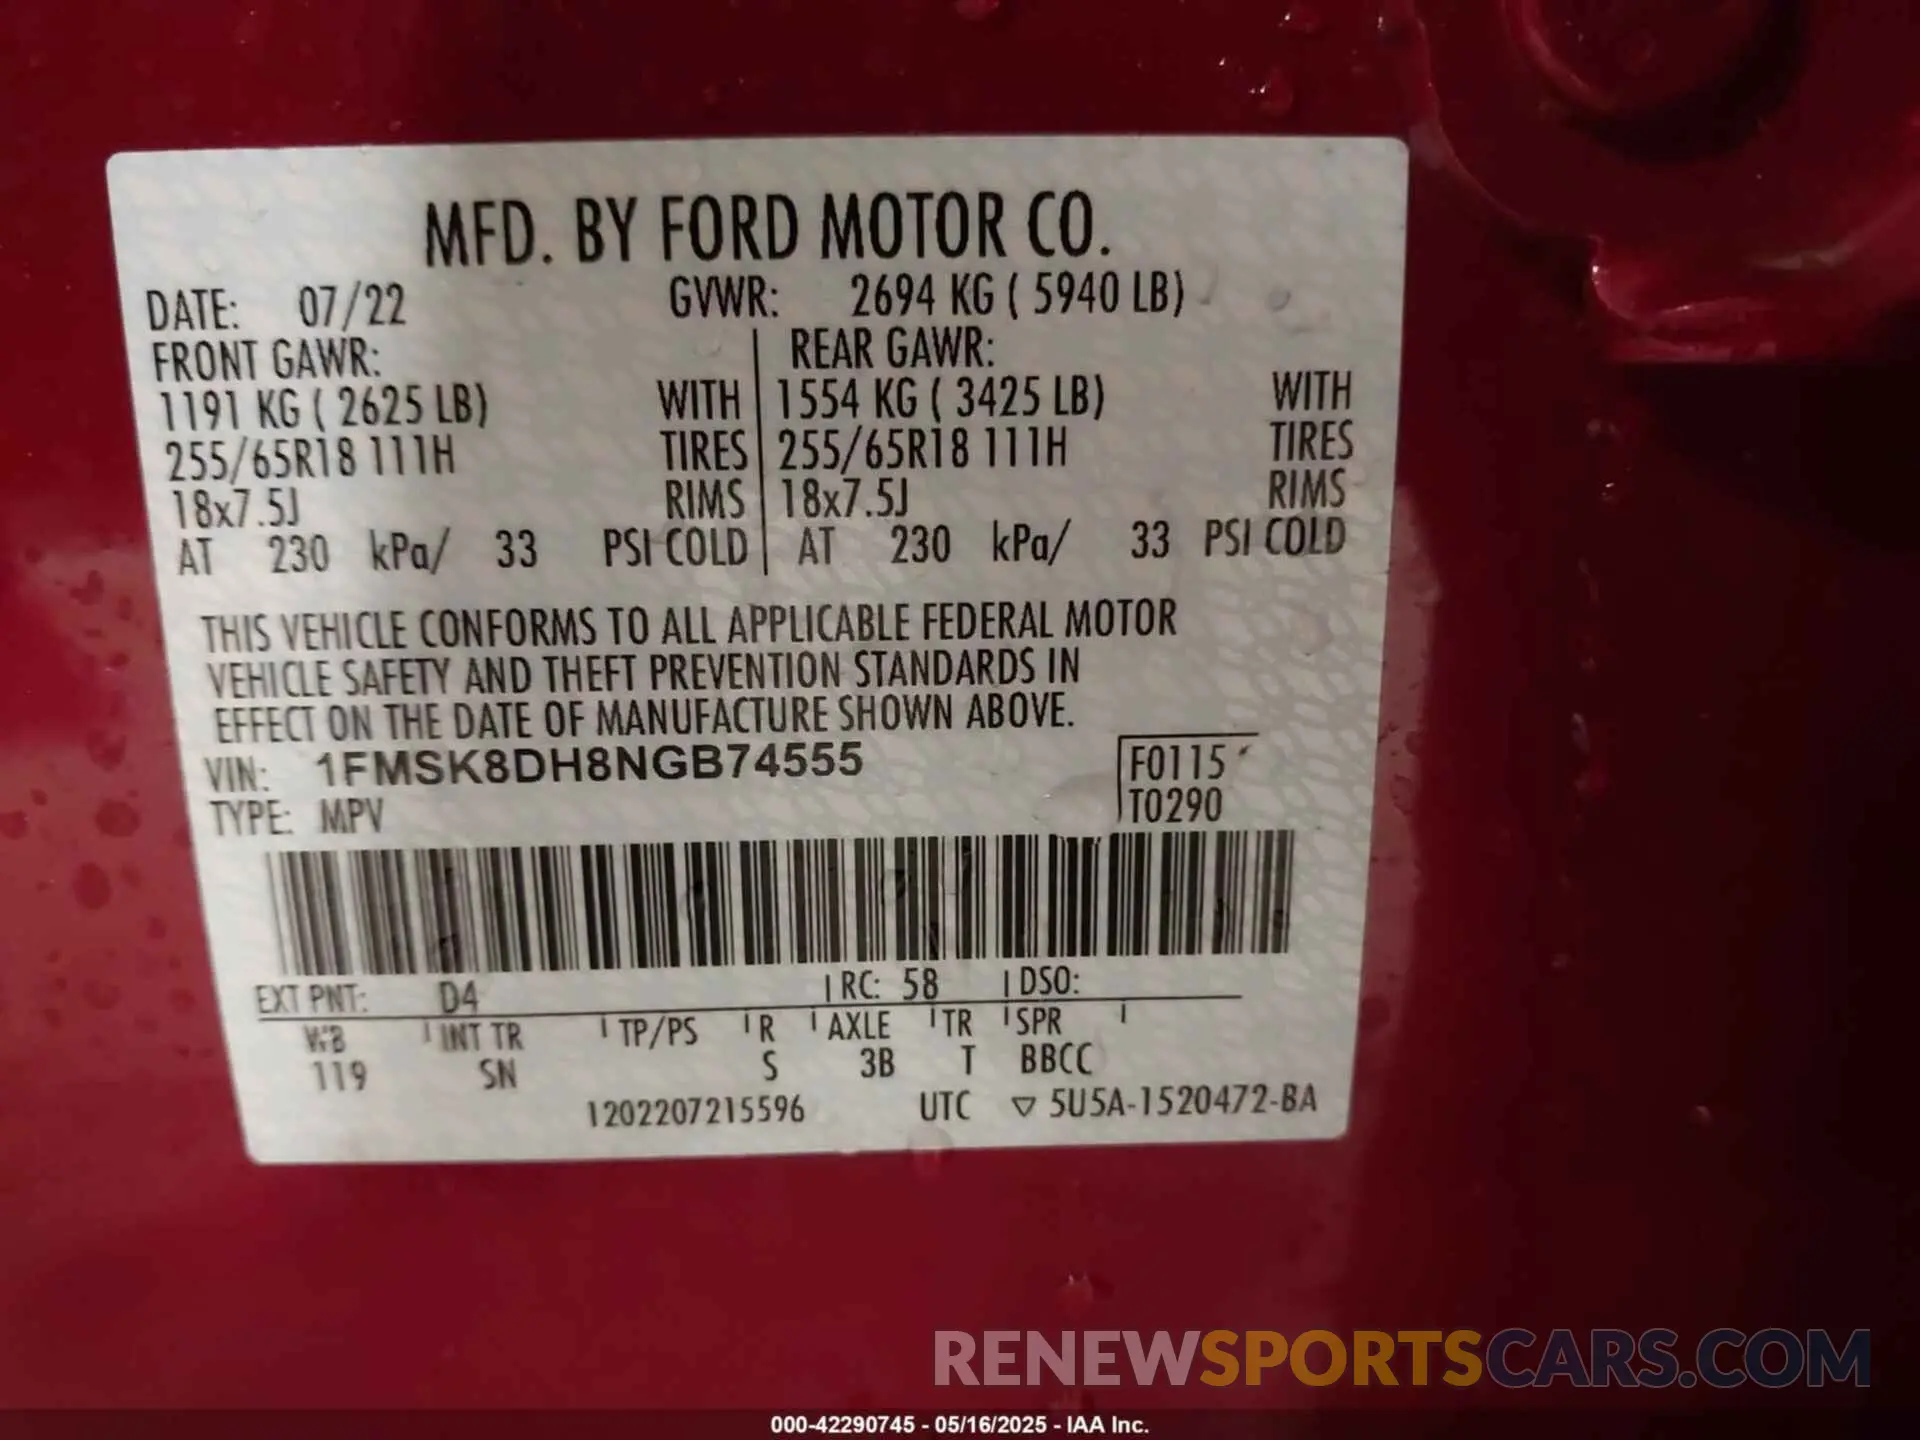 MFD. BY FORD MOTOR CO.
DATE: 07/22 GVWR: 2694 KG ( 5940 LB)
FRONT GAWR: REAR GAWR:
1191 KG ( 2625 LB) WITH 1554 KG ( 3425 LB) WITH
255/65R18 111H TIRES 255/65R18 111H TIRES
18x7.5J RIMS 18x7.5J RIMS
AT 230 kPa/ 33 PSI COLD AT 230 kPa/ 33 PSI COLD
THIS VEHICLE CONFORMS TO ALL APPLICABLE FEDERAL MOTOR
VEHICLE SAFETY AND THEFT PREVENTION STANDARDS IN
EFFECT ON THE DATE OF MANUFACTURE SHOWN ABOVE.
VIN: 1FMSK8DH8NGB74555 F0115
TYPE: MPV T0290
EXT PNT: D4 RC: 58 DSO:
WB INT TR TP/PS R AXLE TR SPR
119 SN S 3B T BBCC
1202207215596 UTC ▽ 5U5A-1520472-BA
RENEWSPORTSCARS.COM
000-42290745 - 05/16/2025 - IAA Inc.